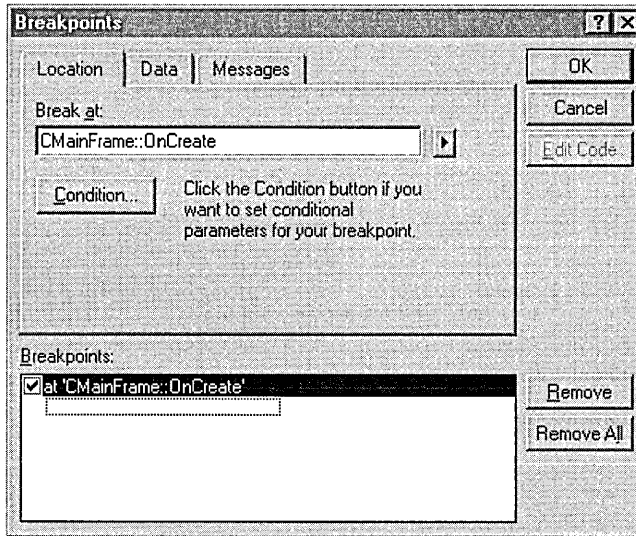 Breakpoints
Location Data Messages
OK
Cancel
Edit Code
Break at:
CMainFrame::OnCreate
Condition...
Click the Condition button if you
want to set conditional
parameters for your breakpoint.
Breakpoints:
at 'CMainFrame::OnCreate'
Remove
Remove All